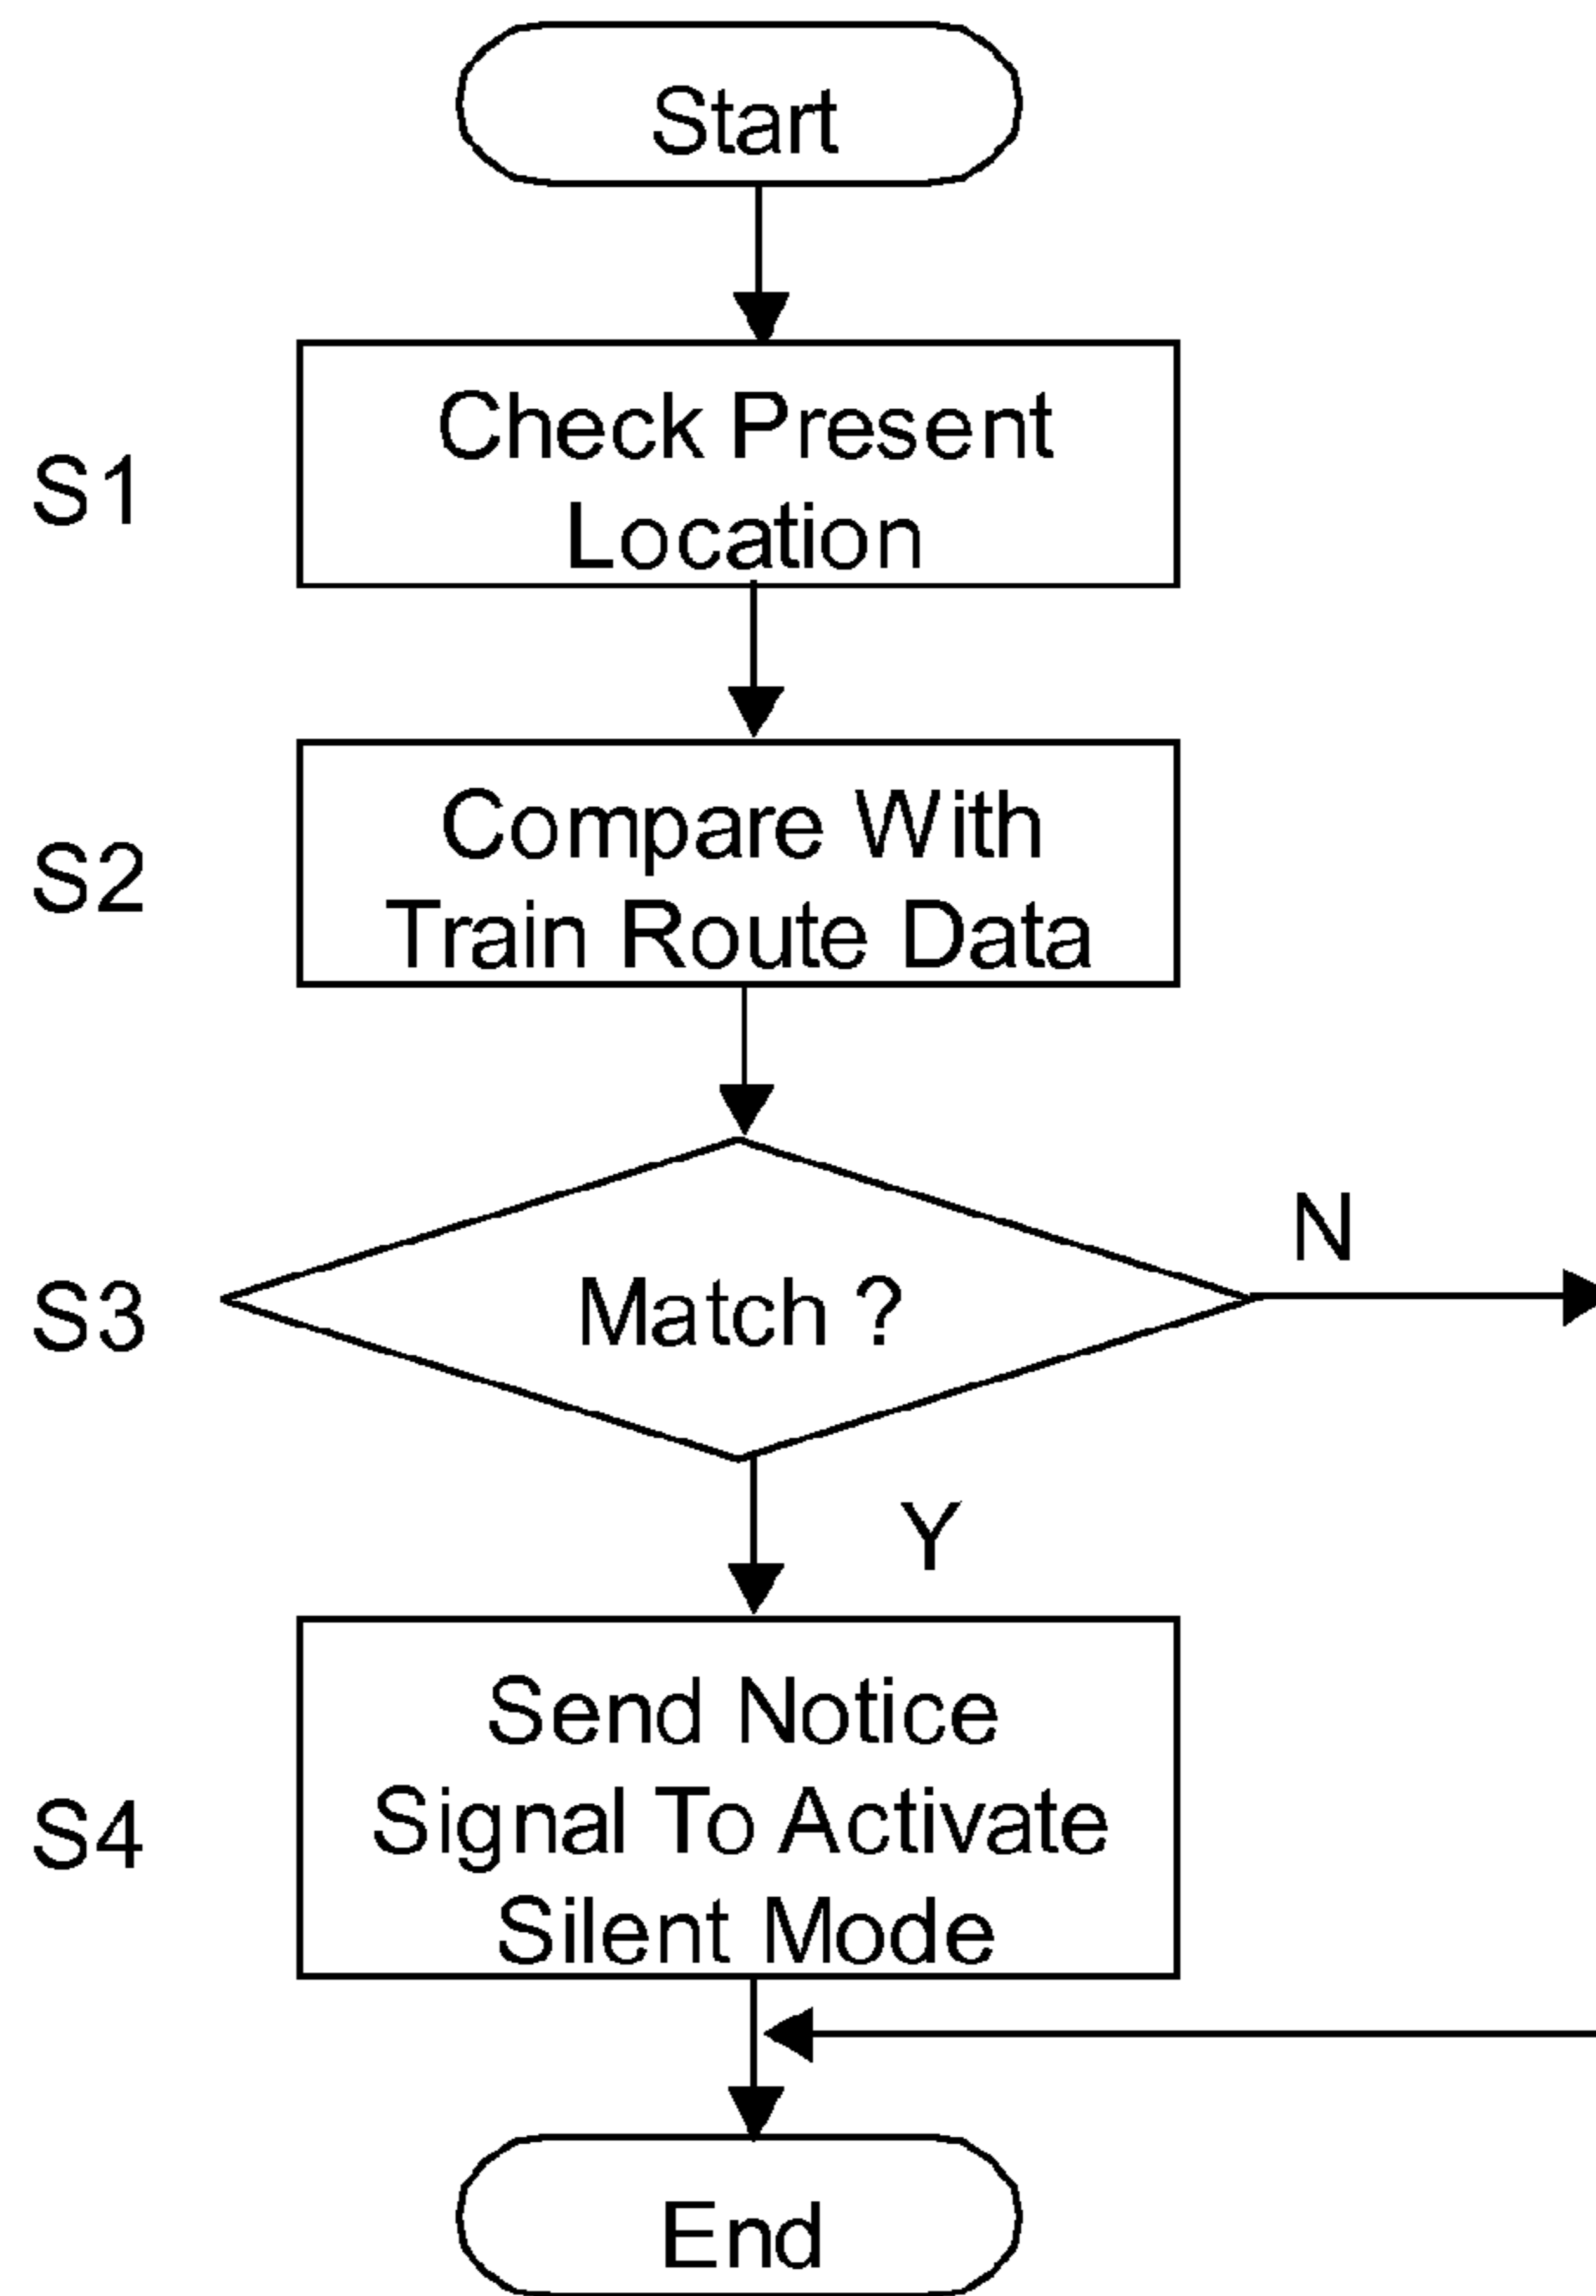 Start
S1
Check Present
Location
S2
Compare With
Train Route Data
S3
Match ?
N
Y
S4
Send Notice
Signal To Activate
Silent Mode
End